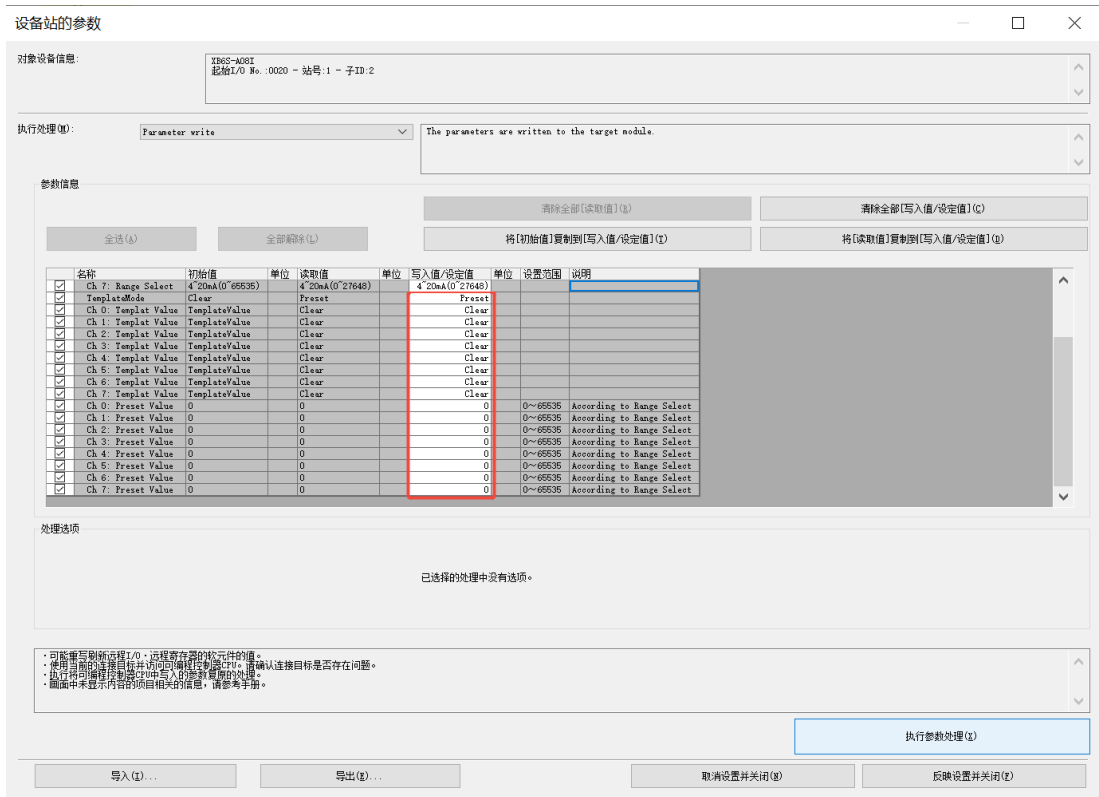 设备站的参数
对象设备信息:
XB6S-A08I
起始I/O No.:0020 - 站号:1 - 子ID:2
执行处理(M):
Parameter write
The parameters are written to the target module.
参数信息
清除全部[读取值](R)
清除全部[写入值/设定值](C)
全选(A)
全部解除(L)
将[初始值]复制到[写入值/设定值](I)
将[读取值]复制到[写入值/设定值](D)
名称 初始值 单位 读取值 单位 写入值/设定值 单位 设置范围 说明
Ch 7: Range Select 4~20mA(0~65535) 4~20mA(0~27648) 4~20mA(0~27648)
TemplateMode Clear Preset Preset
Ch 0: Templat Value TemplateValue Clear Clear
Ch 1: Templat Value TemplateValue Clear Clear
Ch 2: Templat Value TemplateValue Clear Clear
Ch 3: Templat Value TemplateValue Clear Clear
Ch 4: Templat Value TemplateValue Clear Clear
Ch 5: Templat Value TemplateValue Clear Clear
Ch 6: Templat Value TemplateValue Clear Clear
Ch 7: Templat Value TemplateValue Clear Clear
Ch 0: Preset Value 0 0 0 0～65535 According to Range Select
Ch 1: Preset Value 0 0 0 0～65535 According to Range Select
Ch 2: Preset Value 0 0 0 0～65535 According to Range Select
Ch 3: Preset Value 0 0 0 0～65535 According to Range Select
Ch 4: Preset Value 0 0 0 0～65535 According to Range Select
Ch 5: Preset Value 0 0 0 0～65535 According to Range Select
Ch 6: Preset Value 0 0 0 0～65535 According to Range Select
Ch 7: Preset Value 0 0 0 0～65535 According to Range Select
处理选项
已选择的处理中没有选项。
·可能重写刷新远程I/O·远程寄存器的软元件的值。
·使用当前的连接目标并访问可编程控制器CPU。请确认连接目标是否存在问题。
·执行将可编程控制器CPU中写入的参数复原的处理。
·画面中未显示内容的项目相关的信息，请参考手册。
执行参数处理(X)
导入(I)...
导出(E)...
取消设置并关闭(N)
反映设置并关闭(F)